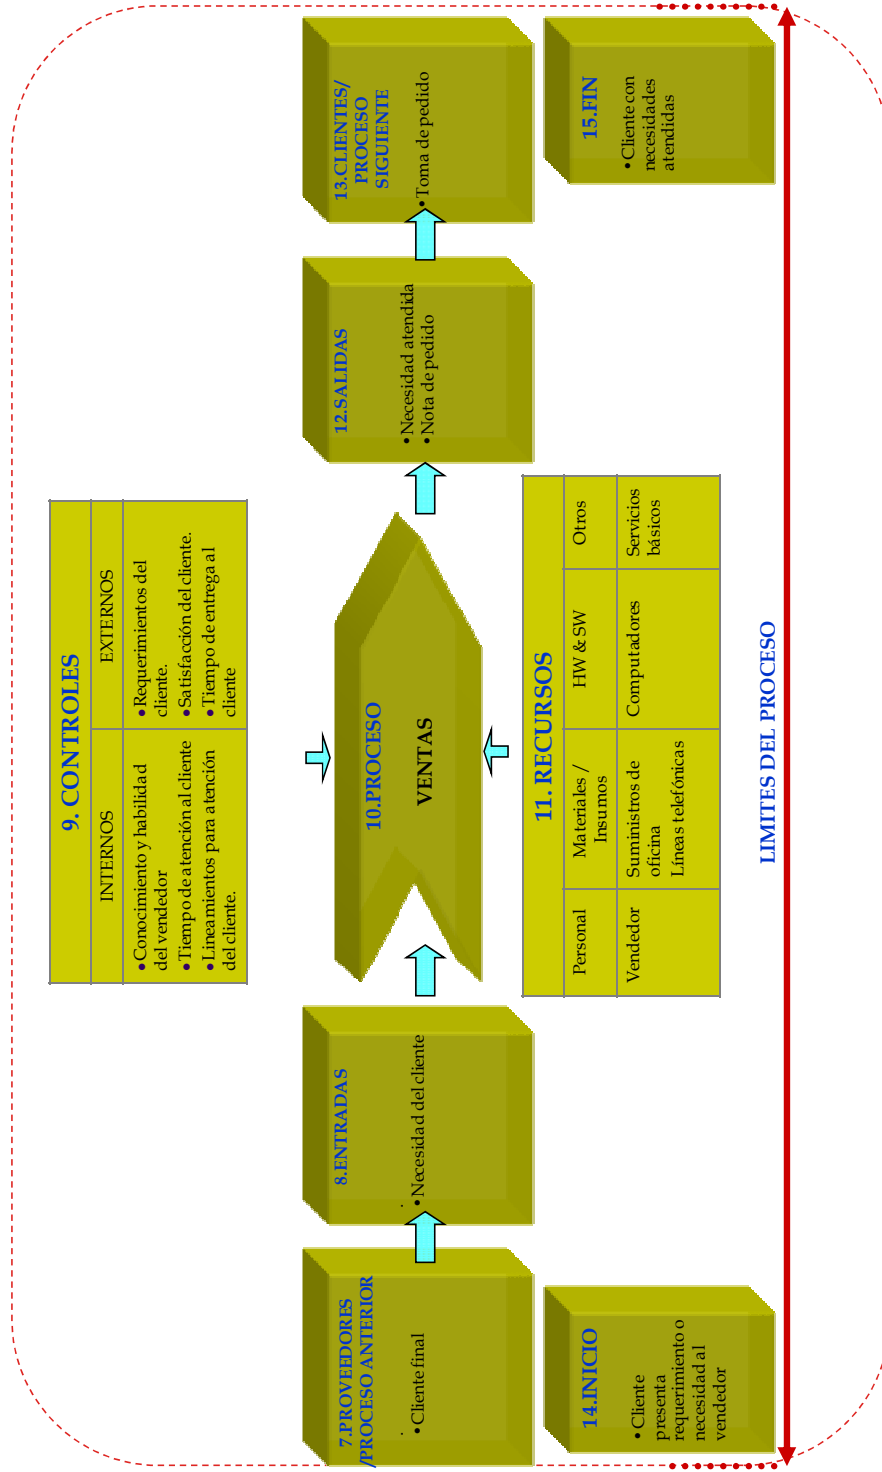 9. CONTROLES
INTERNOS
EXTERNOS
•Conocimiento y habilidad
del vendedor
•Tiempo de atención al cliente
•Lineamientos para atención
del cliente.
•Requerimientos del
cliente.
•Satisfacción del cliente.
•Tiempo de entrega al
cliente
7.PROVEEDORES
/PROCESO ANTERIOR
•Cliente final
8.ENTRADAS
•Necesidad del cliente
10.PROCESO
VENTAS
12.SALIDAS
•Necesidad atendida
•Nota de pedido
13.CLIENTES/
PROCESO
SIGUIENTE
•Toma de pedido
11. RECURSOS
Personal
Materiales /
Insumos
HW & SW
Otros
Vendedor
Suministros de
oficina
Líneas telefónicas
Computadores
Servicios
básicos
14.INICIO
•Cliente
presenta
requerimiento o
necesidad al
vendedor
15.FIN
•Cliente con
necesidades
atendidas
LIMITES DEL PROCESO